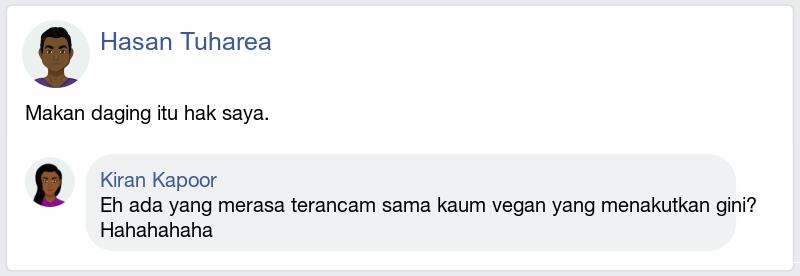 Hasan Tuharea
Makan daging itu hak saya.
Kiran Kapoor
Eh ada yang merasa terancam sama kaum vegan yang menakutkan gini?
Hahahahaha